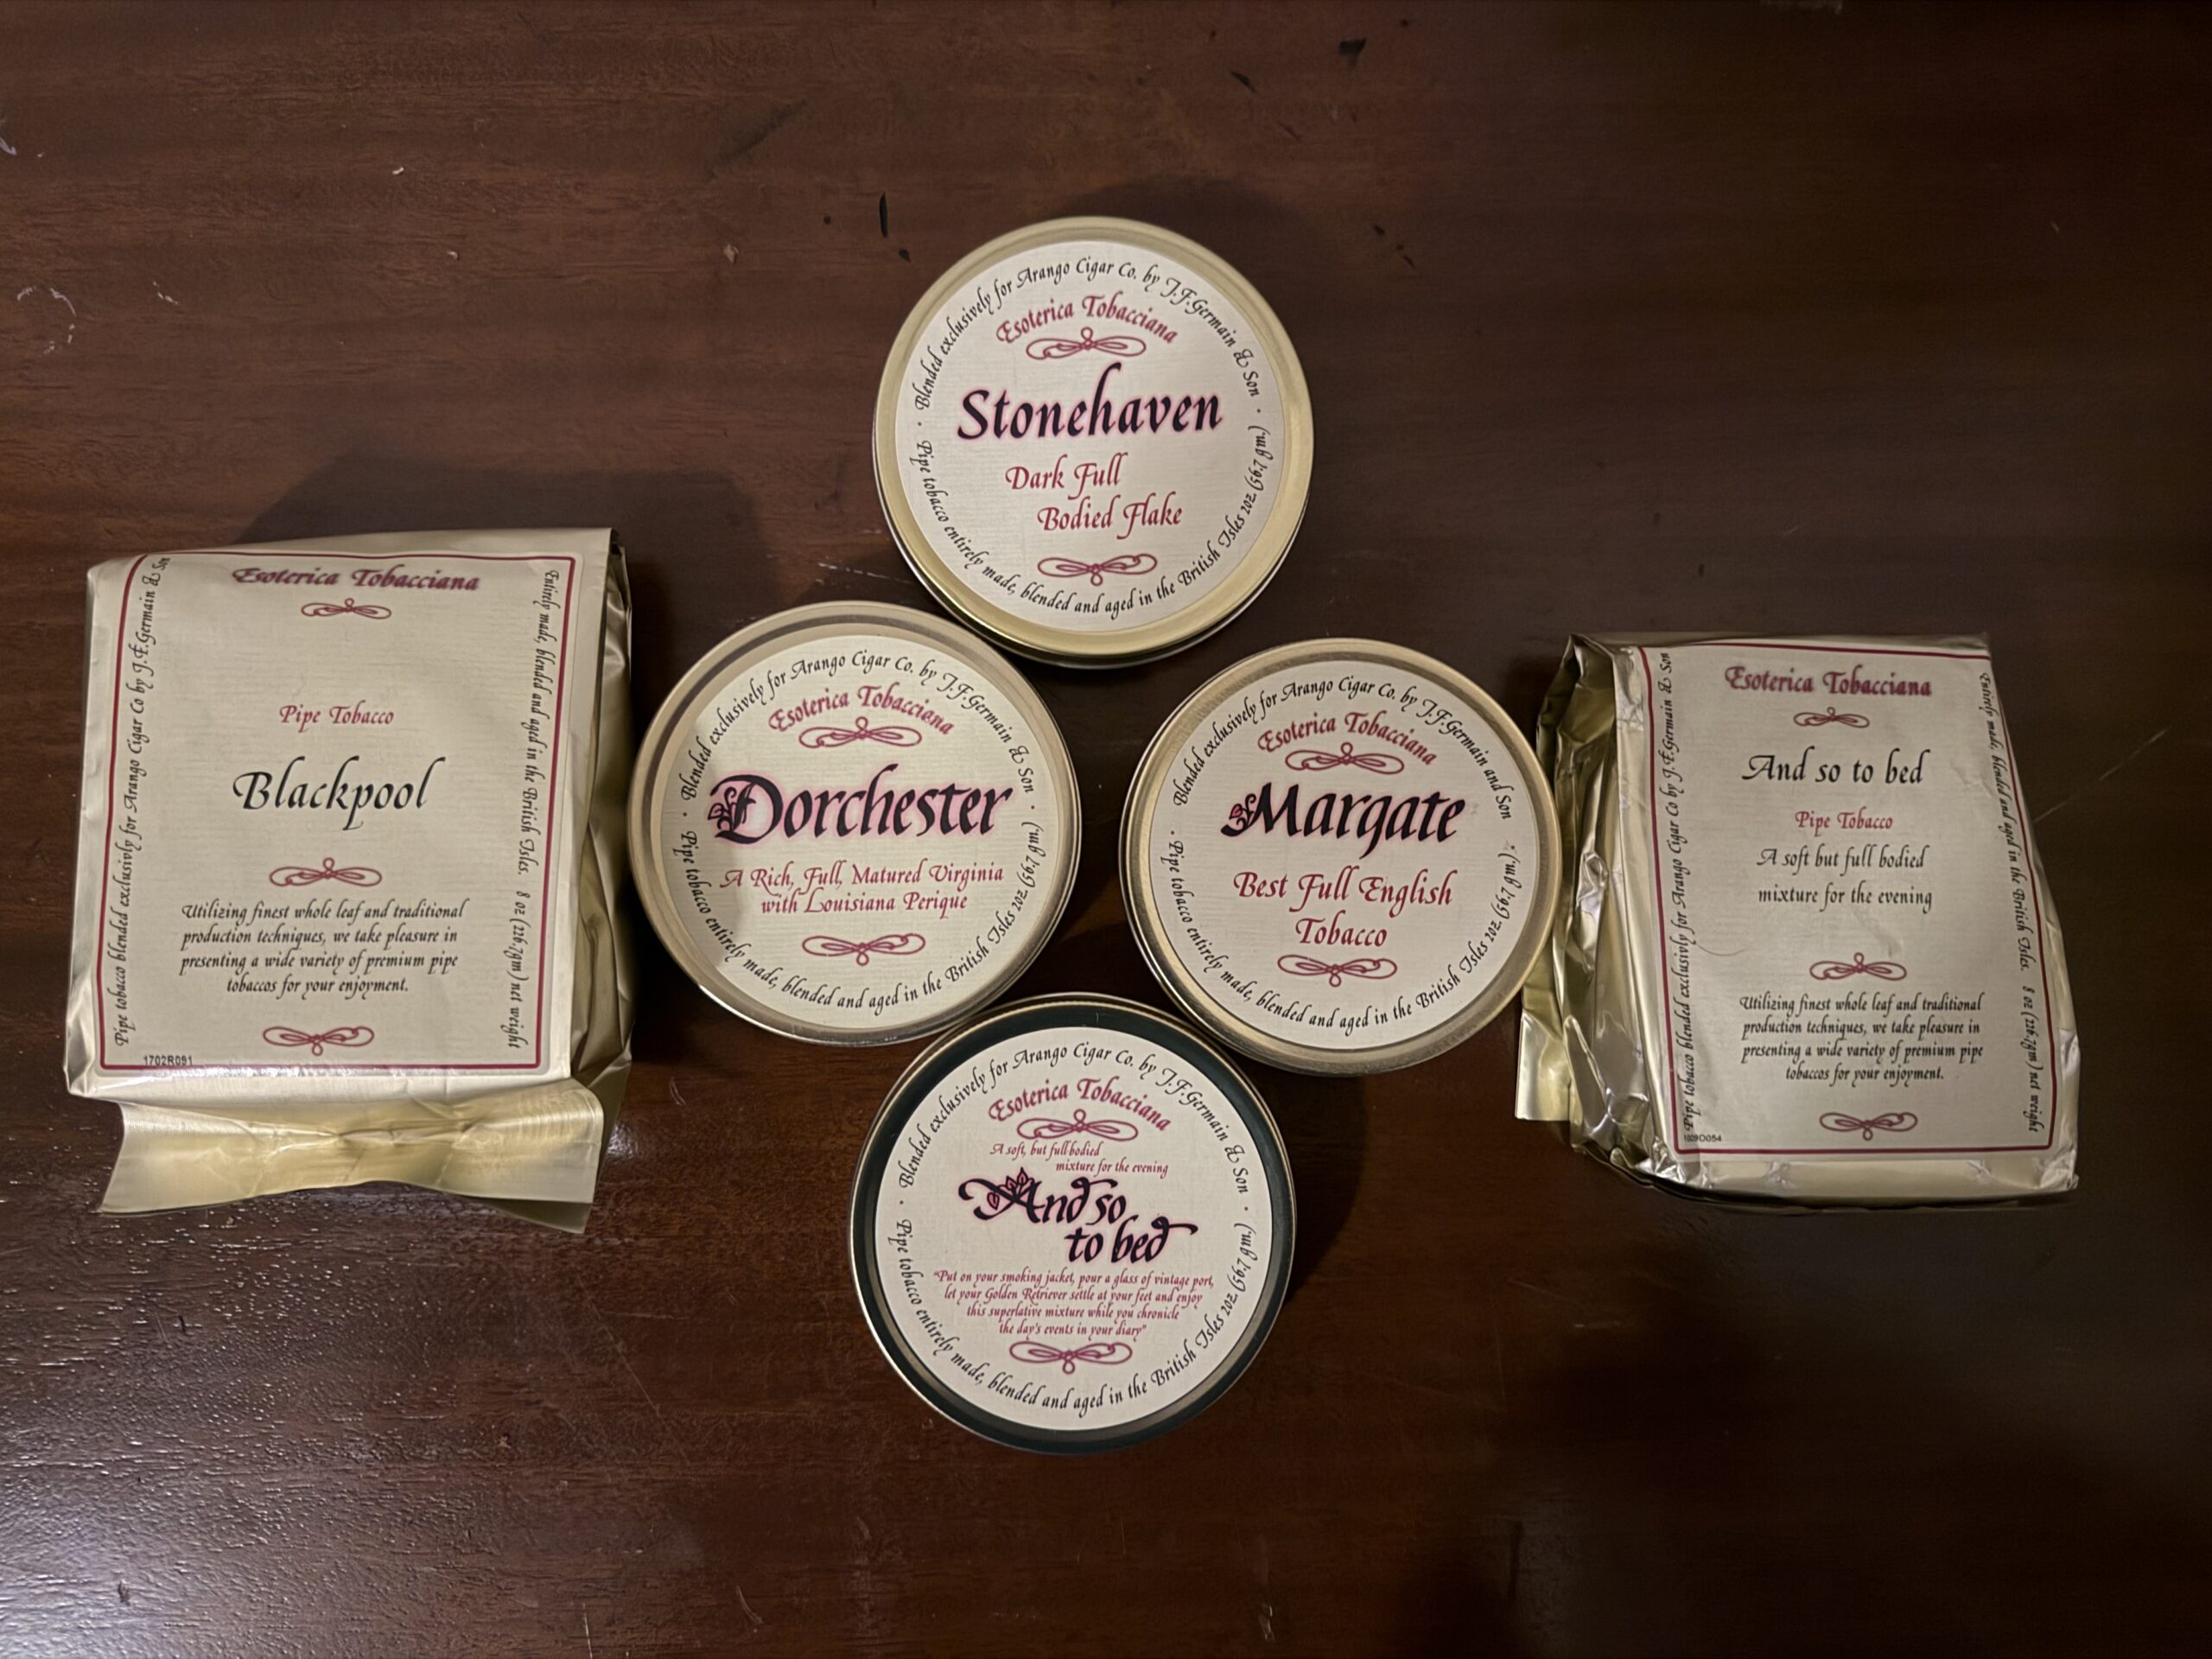 Blended exclusively for Arango Cigar Co. by J.F.Germain & Son
Esoterica Tobacciana
Stonehaven
Dark Full
Bodied Flake
Pipe tobacco entirely made, blended and aged in the British Isles 2oz (56.7 gm.)
Esoterica Tobacciana
Pipe Tobacco
Blackpool
Utilizing finest whole leaf and traditional
production techniques, we take pleasure in
presenting a wide variety of premium pipe
tobaccos for your enjoyment.
Pipe tobacco blended exclusivly for Arango Cigar Co by J.F.Germain & Son
Entirely made, blended and aged in the British Isles. 8 oz (226.7gm) net weight
1702R091
Blended exclusively for Arango Cigar Co. by J.F.Germain & Son
Esoterica Tobacciana
Dorchester
A Rich, Full, Matured Virginia
with Louisiana Perique
Pipe tobacco entirely made, blended and aged in the British Isles 2oz (56.7 gm.)
Blended exclusively for Arango Cigar Co. by J.F.Germain and Son
Esoterica Tobacciana
Margate
Best Full English
Tobacco
Pipe tobacco entirely made, blended and aged in the British Isles 2oz (56.7 gm.)
Esoterica Tobacciana
And so to bed
Pipe Tobacco
A soft but full bodied
mixture for the evening
Utilizing finest whole leaf and traditional
production techniques, we take pleasure in
presenting a wide variety of premium pipe
tobaccos for your enjoyment.
Pipe tobacco blended exclusivly for Arango Cigar Co by J.F.Germain & Son
Entirely made, blended and aged in the British Isles. 8 oz (226.7gm) net weight
Blended exclusively for Arango Cigar Co. by J.F.Germain & Son
Esoterica Tobacciana
A soft, but full bodied
mixture for the evening
And so
to bed
"Put on your smoking jacket, pour a glass of vintage port,
let your Golden Retriever settle at your feet and enjoy
this superlative mixture while you chronicle
the day's events in your diary"
Pipe tobacco entirely made, blended and aged in the British Isles 2oz (56.7 gm.)